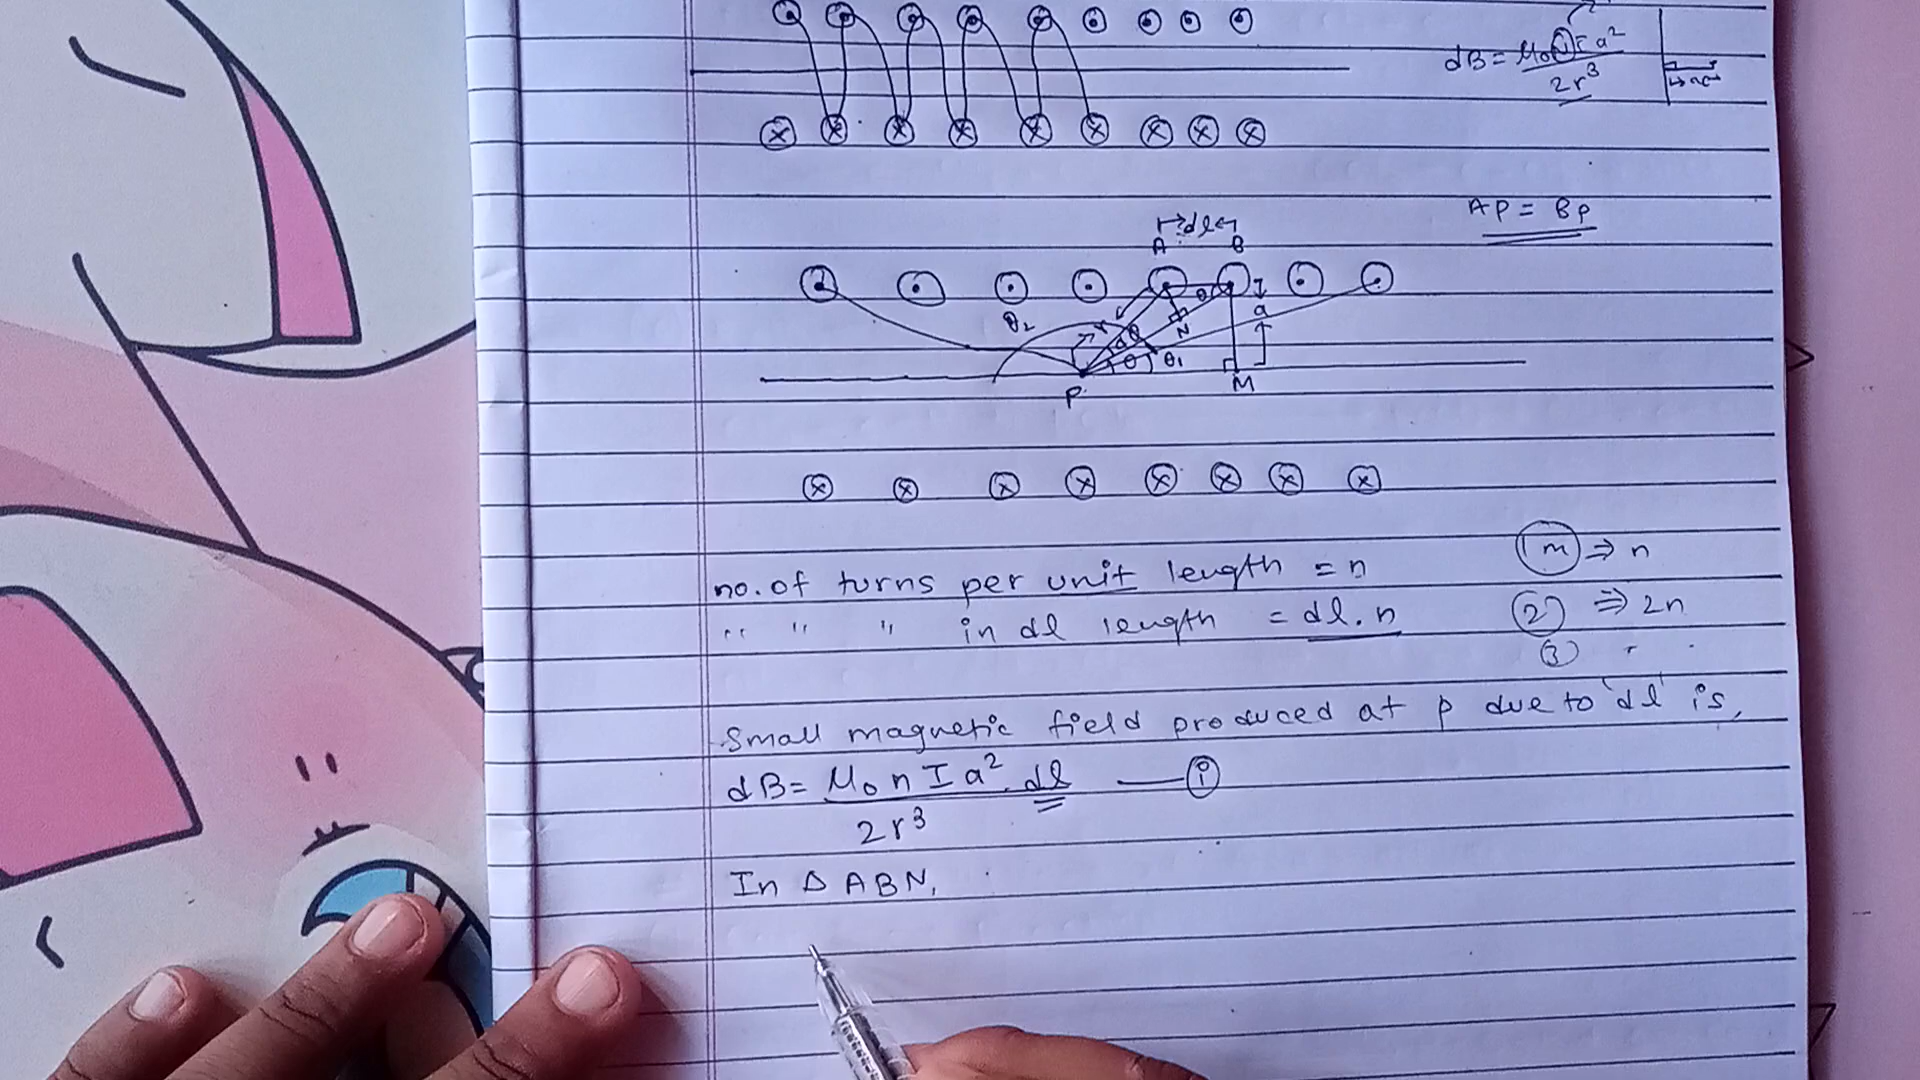 dB = μ₀ N I a² / 2r³
AP = BP
dl
A B
θ I
a
θ₂ r dθ N
θ θ₁
P M
no. of turns per unit length = n
1m ⇒ n
" " " in dl length = dl. n
2 ⇒ 2n
3
Small magnetic field produced at P due to 'dl' is,
dB = μ₀ n I a². dl / 2r³ — i
In Δ ABN,